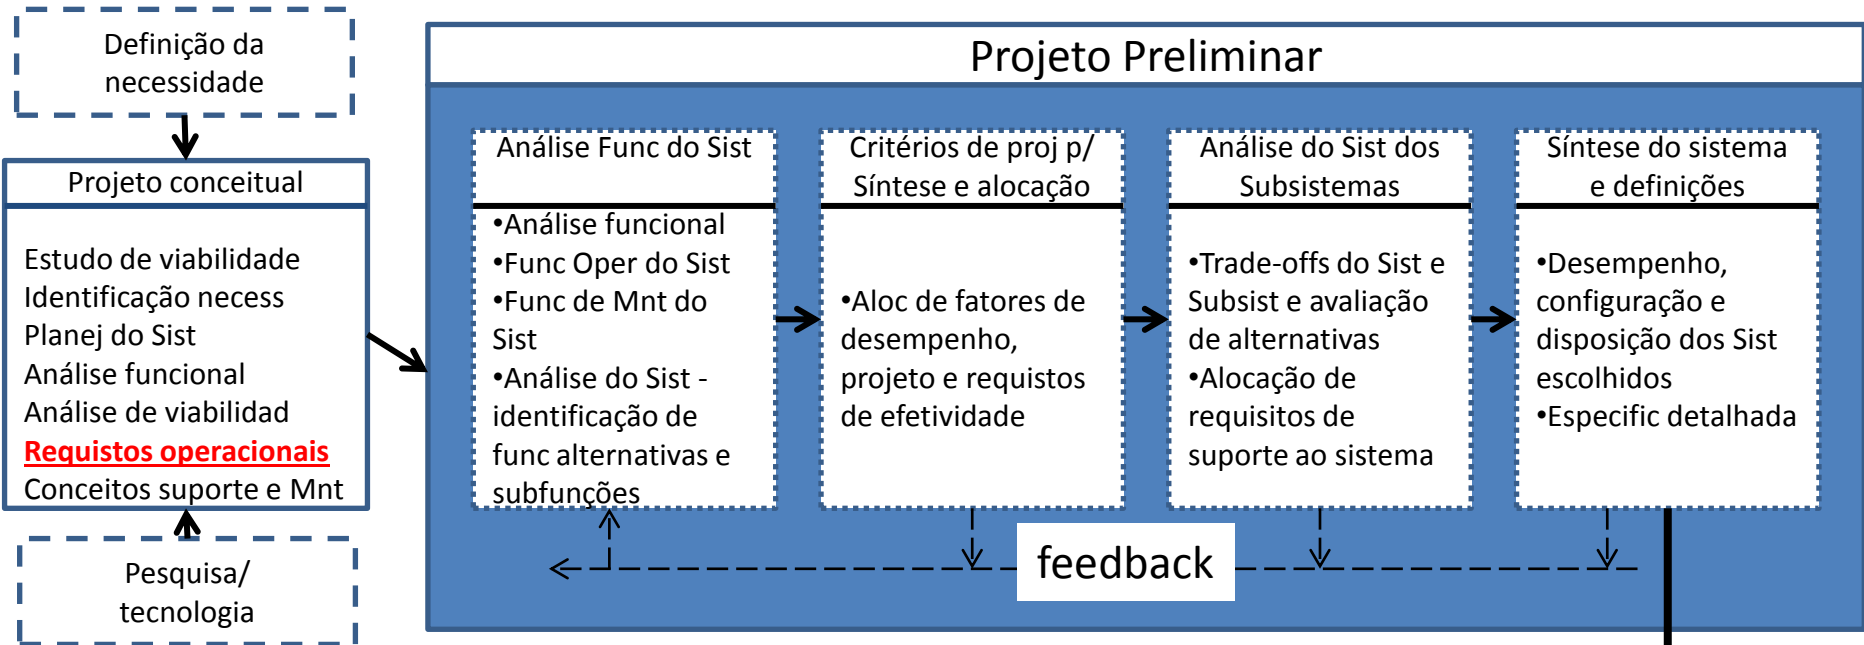 Definição da
necessidade
Projeto conceitual
Estudo de viabilidade
Identificação necess
Planej do Sist
Análise funcional
Análise de viabilidad
Requistos operacionais
Conceitos suporte e Mnt
Pesquisa/
tecnologia
Projeto Preliminar
Análise Func do Sist
•Análise funcional
•Func Oper do Sist
•Func de Mnt do
Sist
•Análise do Sist -
identificação de
func alternativas e
subfunções
Critérios de proj p/
Síntese e alocação
•Aloc de fatores de
desempenho,
projeto e requistos
de efetividade
Análise do Sist dos
Subsistemas
•Trade-offs do Sist e
Subsist e avaliação
de alternativas
•Alocação de
requisitos de
suporte ao sistema
Síntese do sistema
e definições
•Desempenho,
configuração e
disposição dos Sist
escolhidos
•Especific detalhada
feedback